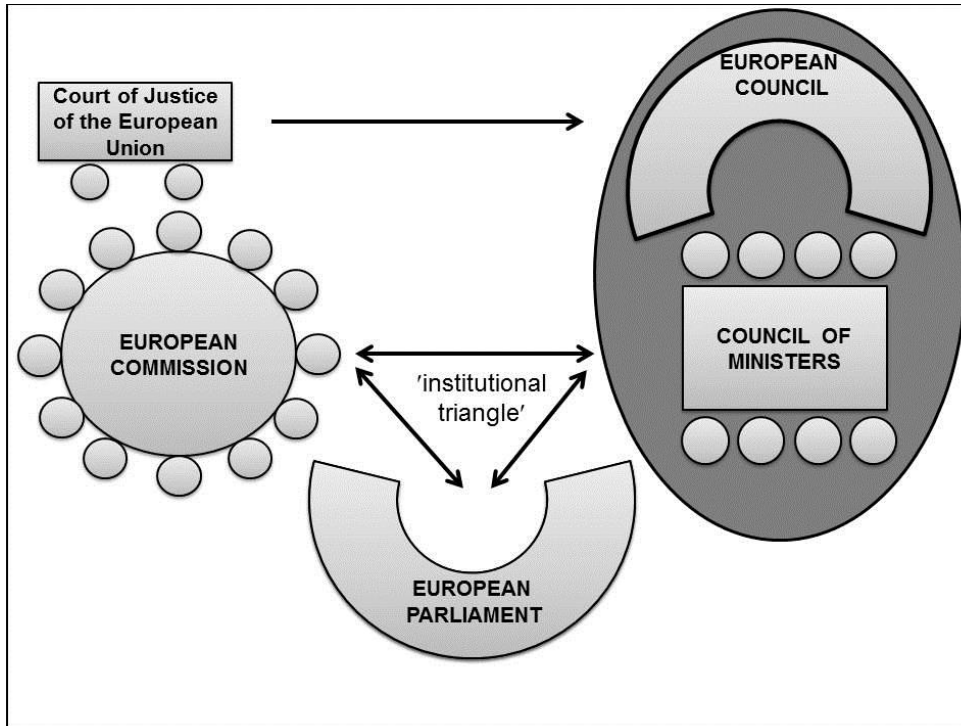 Court of Justice
of the European
Union
EUROPEAN
COUNCIL
EUROPEAN
COMMISSION
COUNCIL OF
MINISTERS
'institutional
triangle'
EUROPEAN
PARLIAMENT